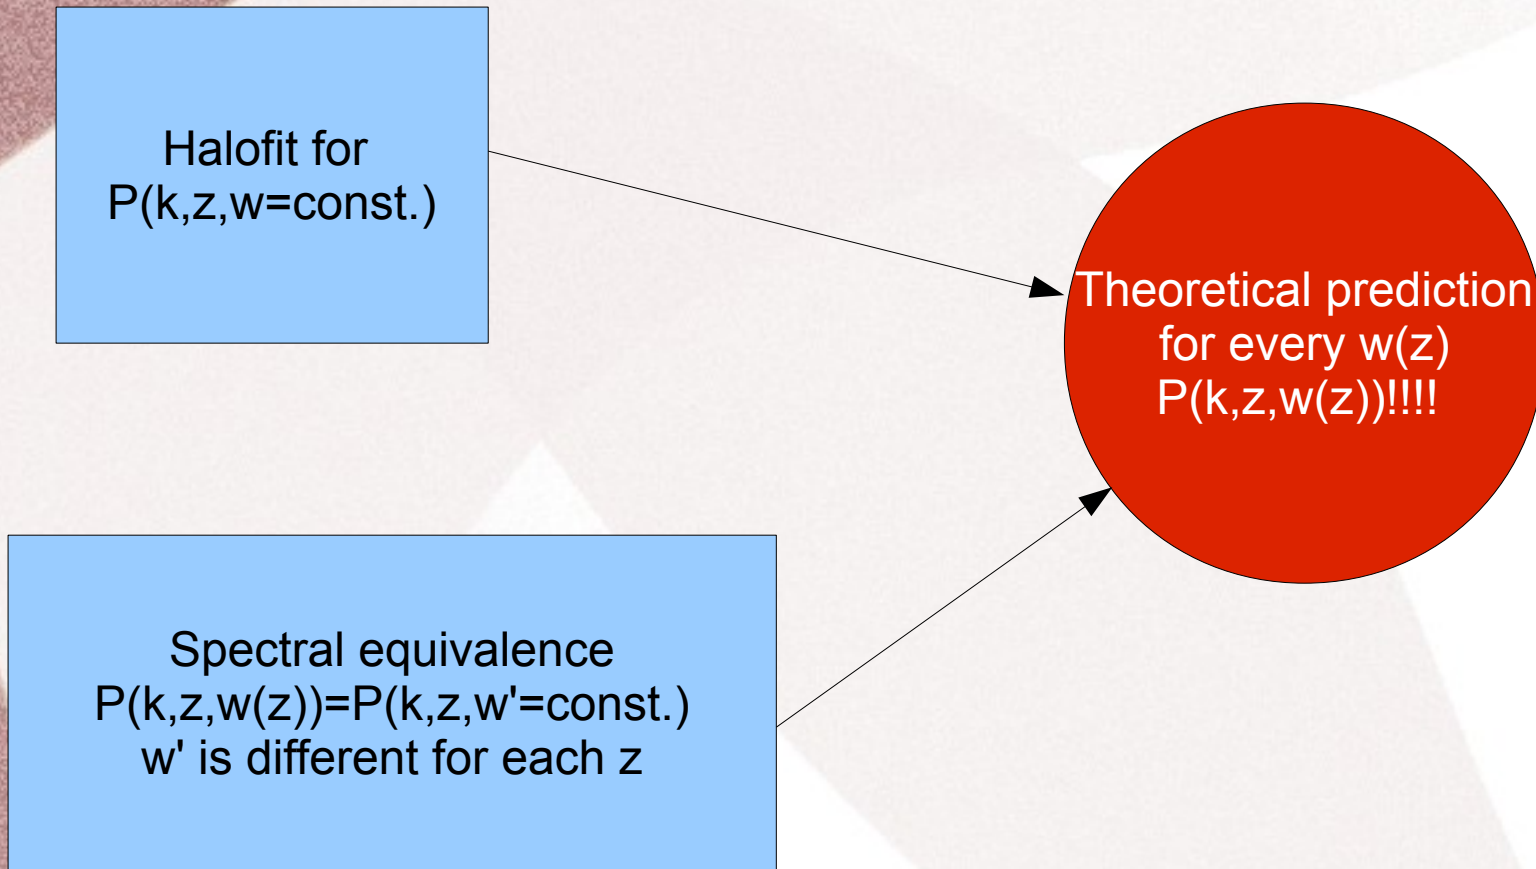 Halofit for
P(k,z,w=const.)
Theoretical prediction
for every w(z)
P(k,z,w(z))!!!!
Spectral equivalence
P(k,z,w(z))=P(k,z,w'=const.)
w' is different for each z